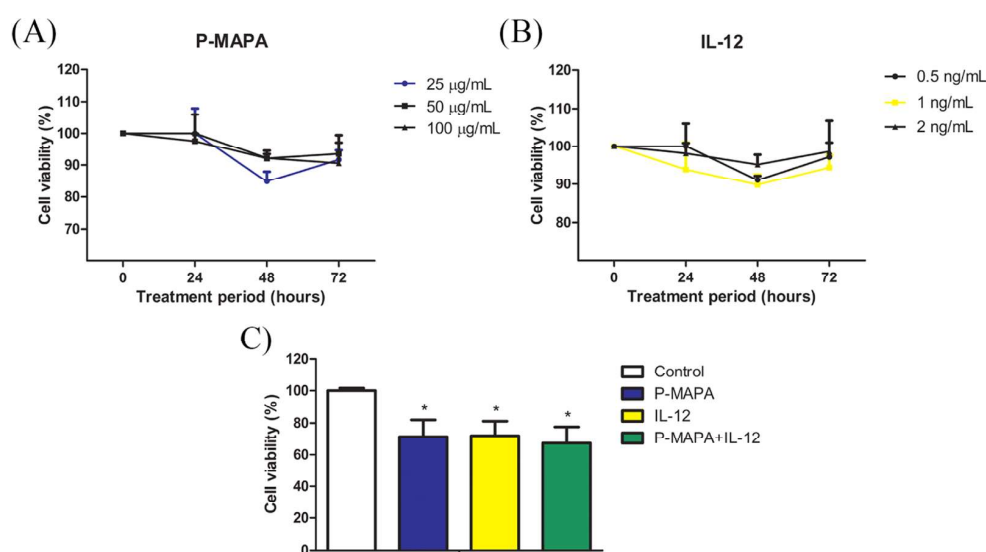 (A)
P-MAPA
120
110
100
90
80
70
Cell viability (%)
0 24 48 72
Treatment period (hours)
25 µg/mL
50 µg/mL
100 µg/mL
(B)
IL-12
120
110
100
90
80
Cell viability (%)
0 24 48 72
Treatment period (hours)
0.5 ng/mL
1 ng/mL
2 ng/mL
C)
120
100
80
60
40
20
0
Cell viability (%)
* * *
Control
P-MAPA
IL-12
P-MAPA+IL-12